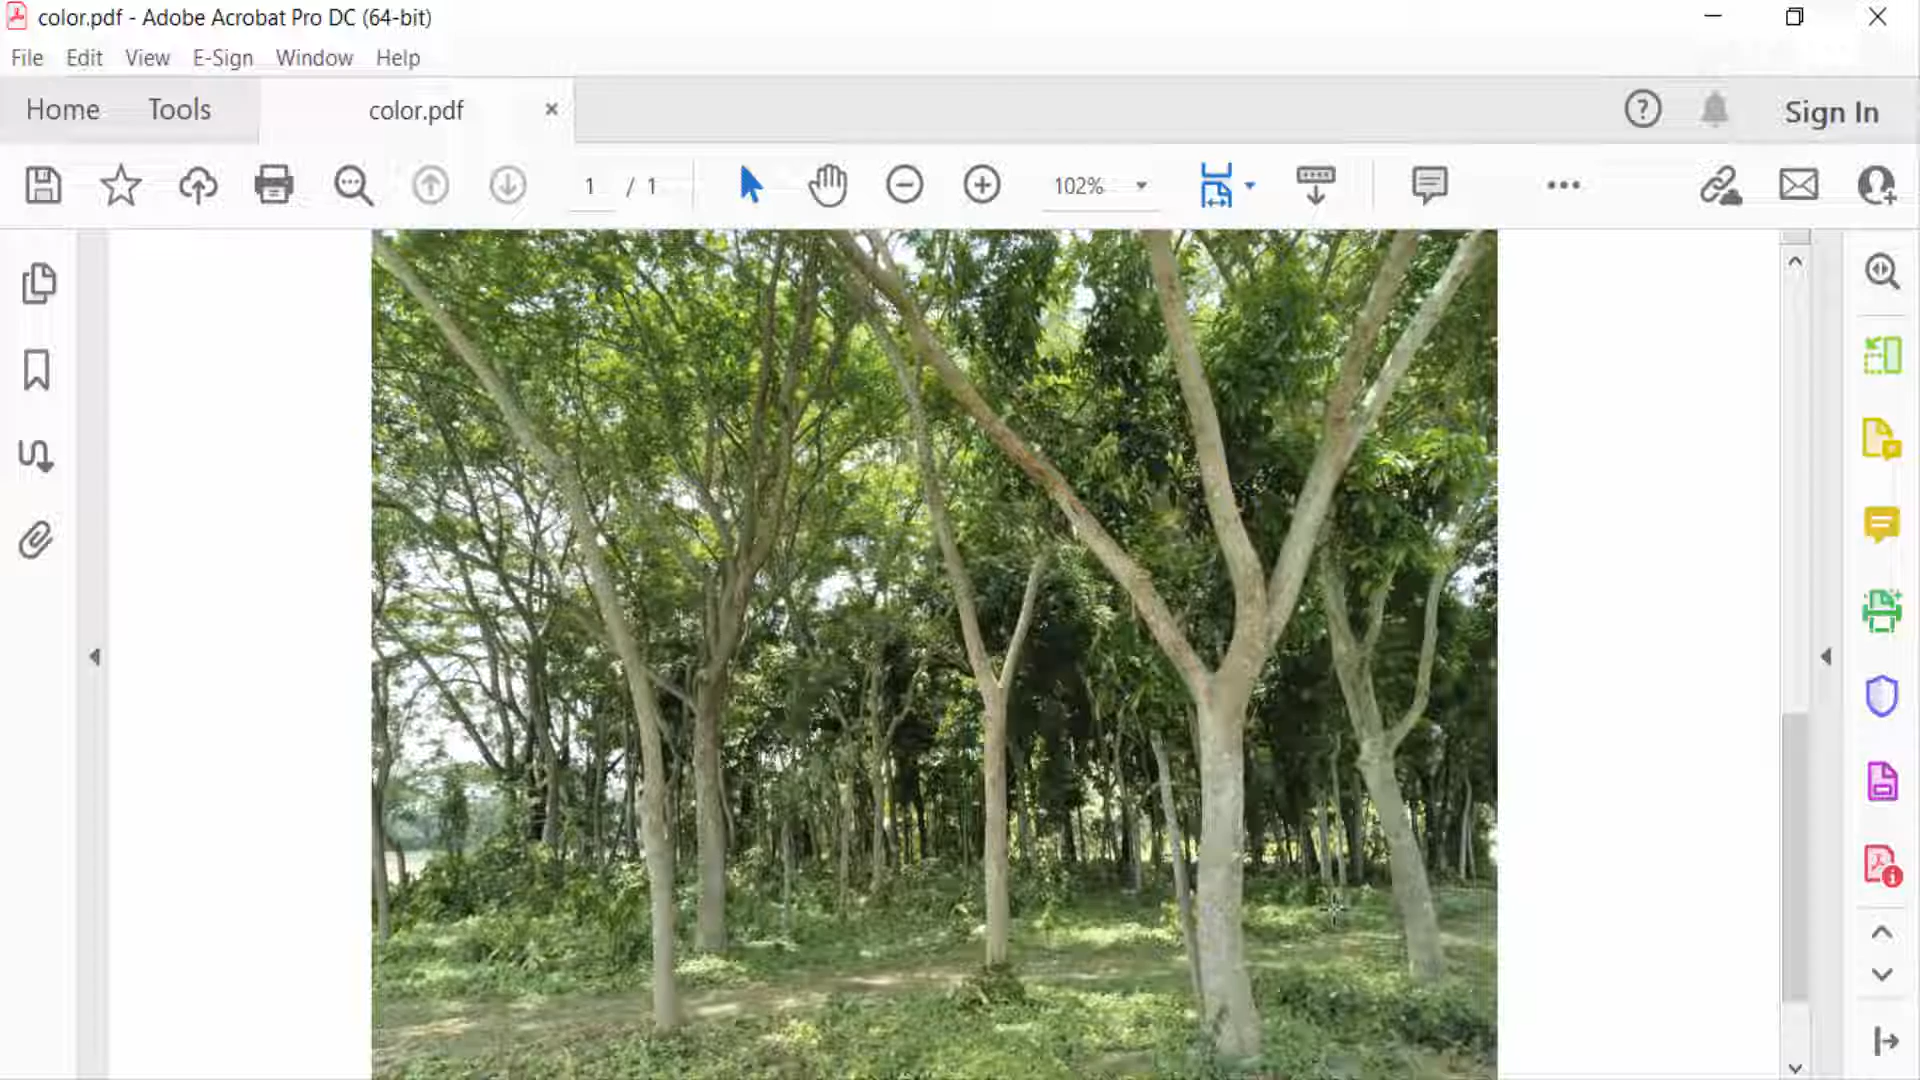 color.pdf - Adobe Acrobat Pro DC (64-bit)
File Edit View E-Sign Window Help
Home Tools color.pdf × ? Sign In
1 / 1 102%